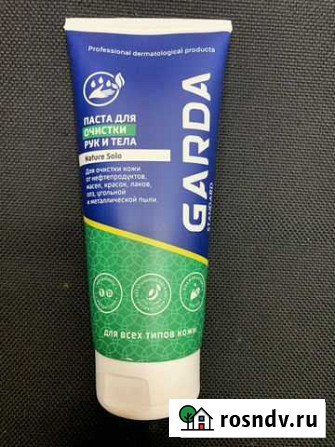 Professional dermatological products
ПАСТА ДЛЯ
ОЧИСТКИ
РУК И ТЕЛА
Nature Solo
Для очистки кожи
от нефтепродуктов,
масел, красок, лаков,
угольной
и металлической пыли
GARDA
STANDARD
для всех типов кожи
rosndv.ru